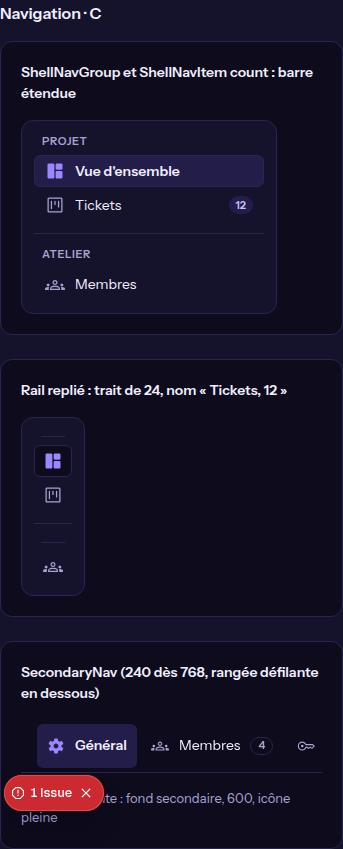 Navigation · C
ShellNavGroup et ShellNavItem count : barre
étendue
PROJET
Vue d'ensemble
Tickets 12
ATELIER
Membres
Rail replié : trait de 24, nom « Tickets, 12 »
SecondaryNav (240 dès 768, rangée défilante
en dessous)
Général Membres 4
1 Issue
: fond secondaire, 600, icône
pleine